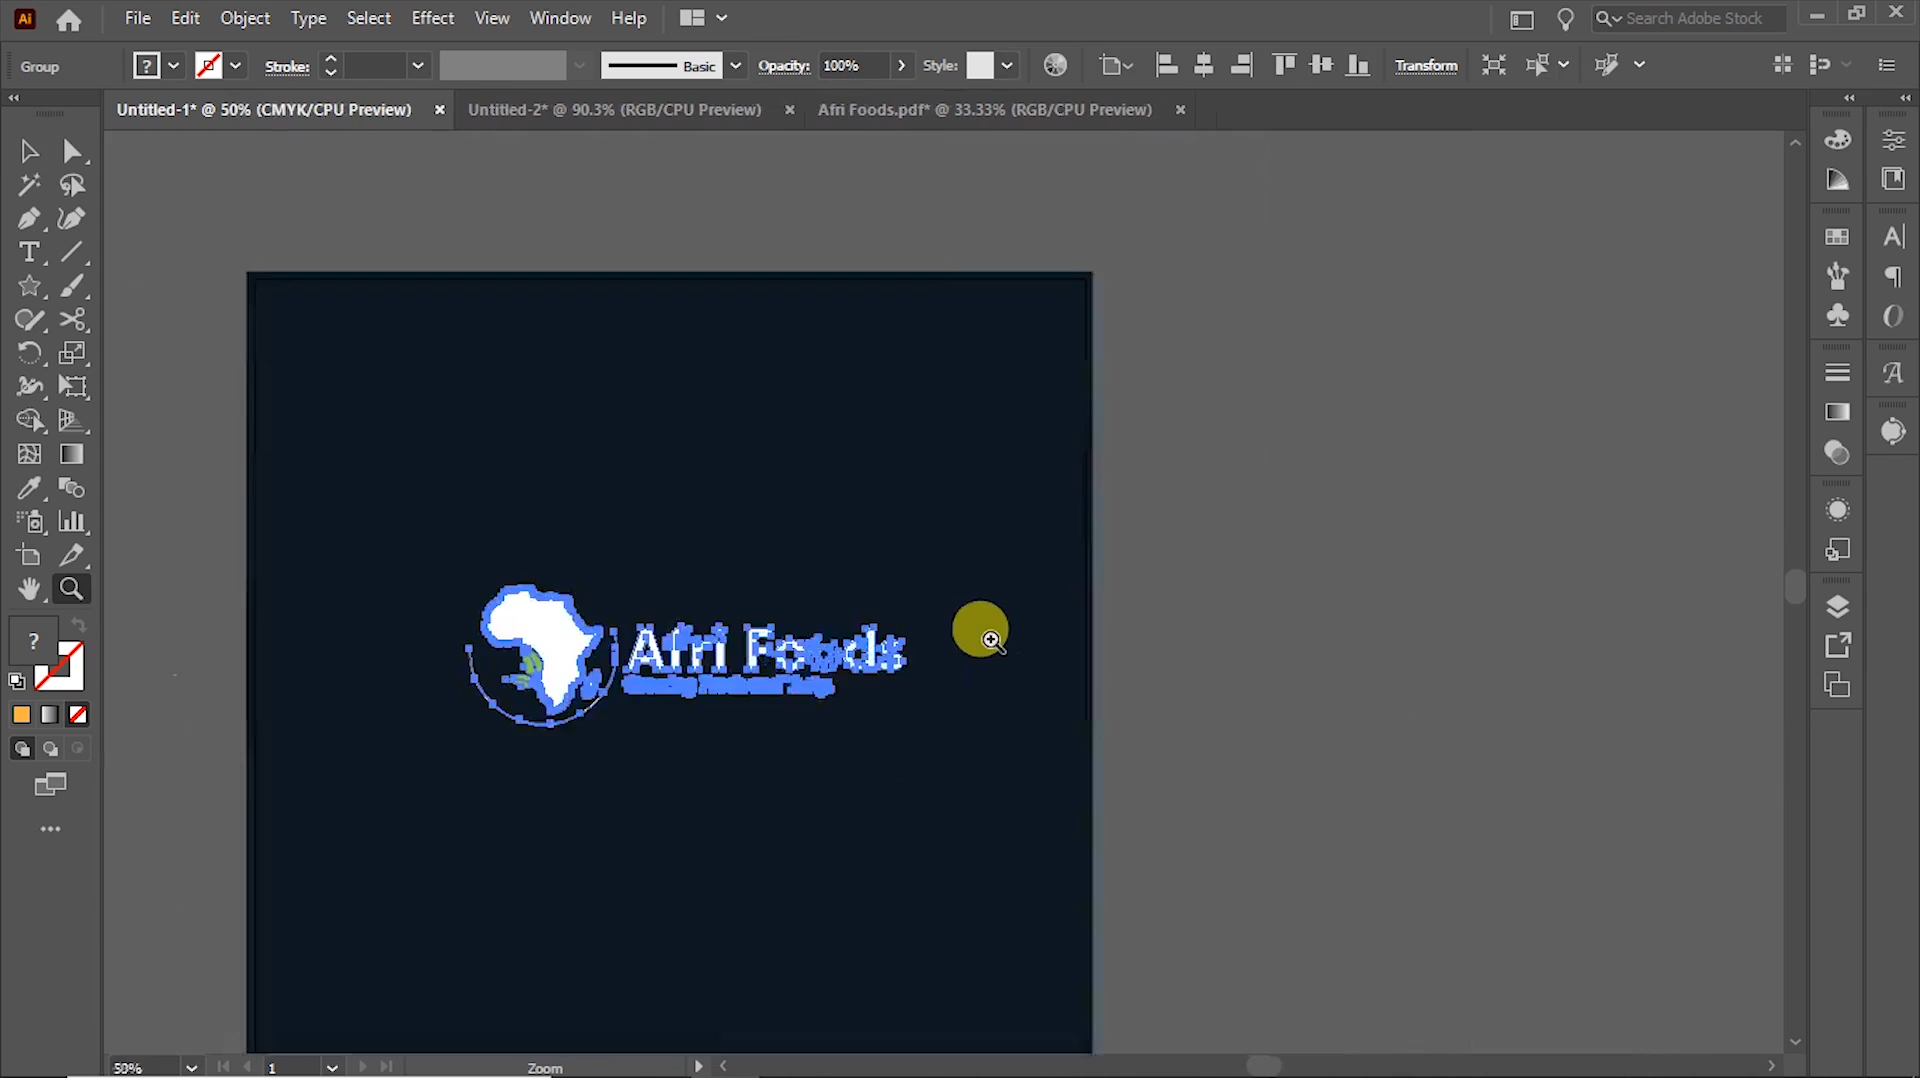 Ai File Edit Object Type Select Effect View Window Help Search Adobe Stock
Group ? Stroke: Basic Opacity: 100% Style: Transform
Untitled-1* @ 50% (CMYK/CPU Preview) Untitled-2* @ 90.3% (RGB/CPU Preview) Afri Foods.pdf* @ 33.33% (RGB/CPU Preview)
Afri Foods
?
50% 1 Zoom